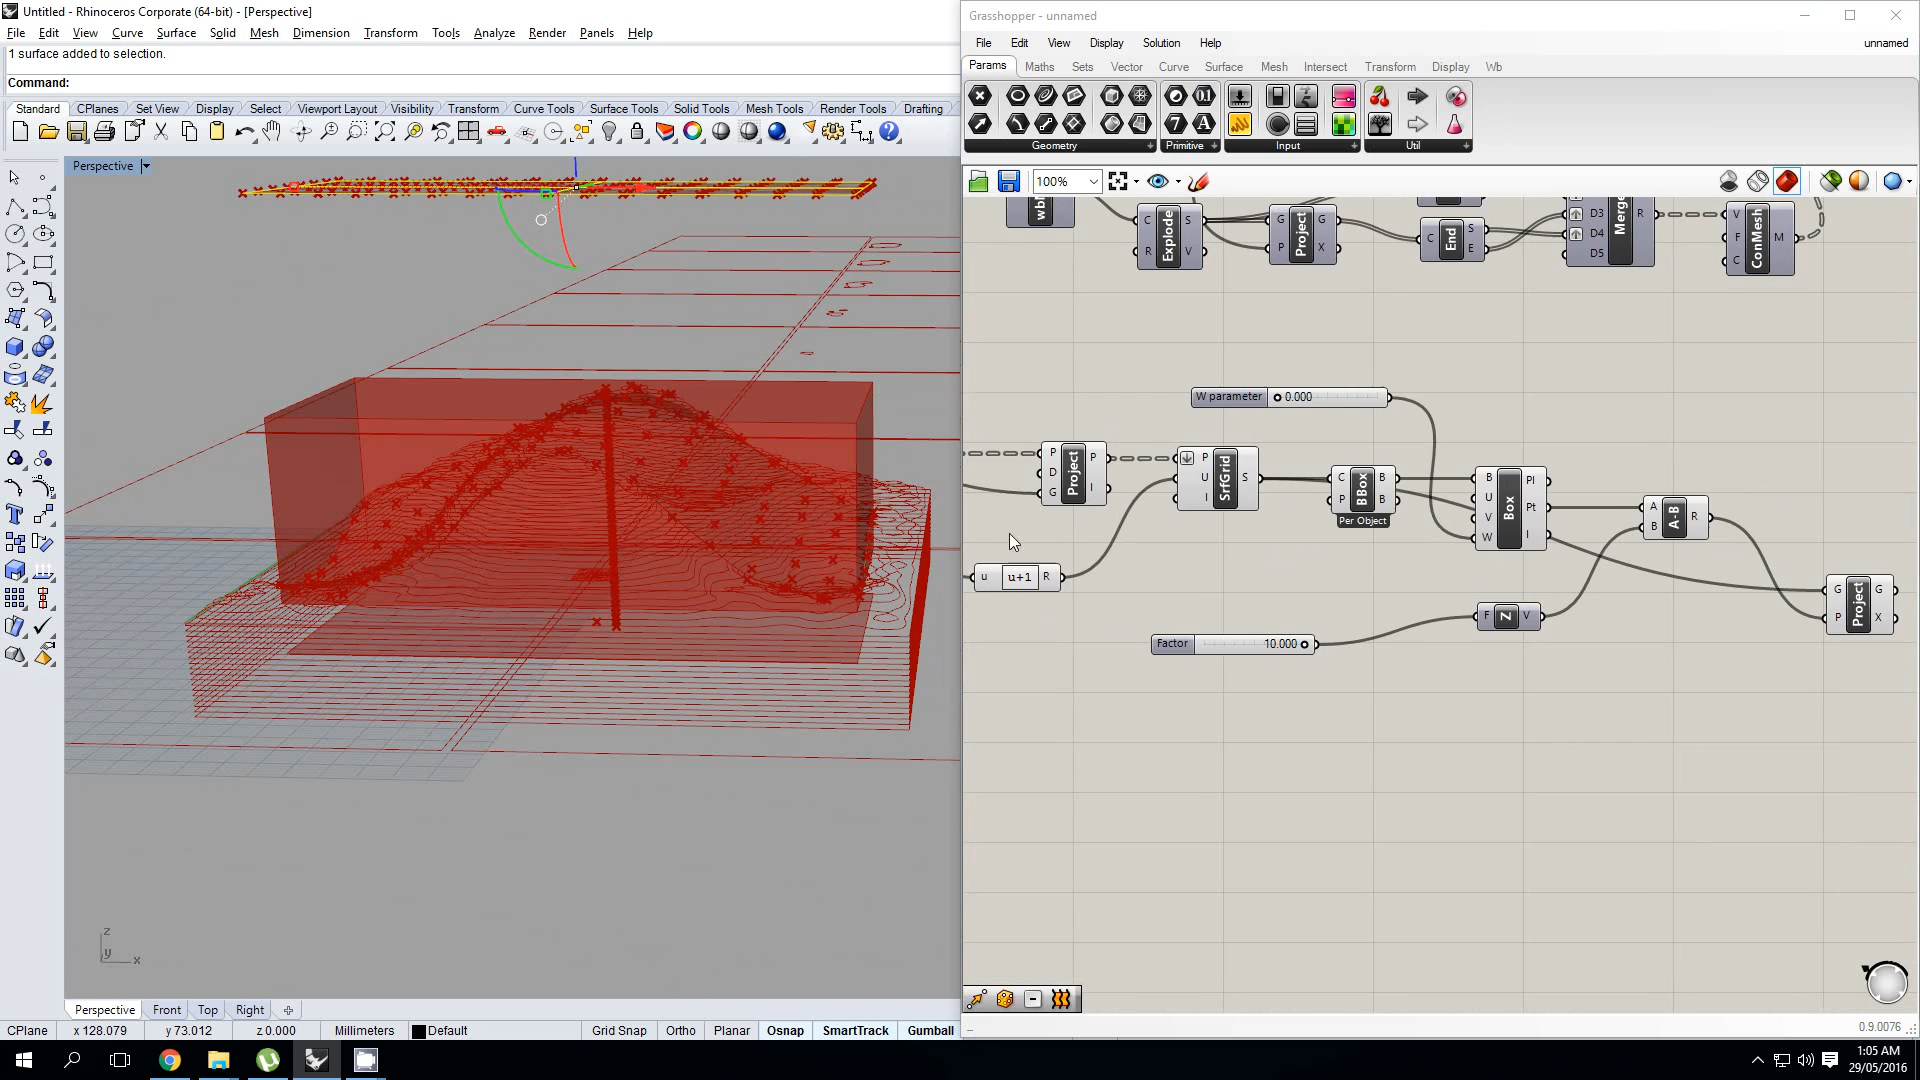 Untitled - Rhinoceros Corporate (64-bit) - [Perspective]
File Edit View Curve Surface Solid Mesh Dimension Transform Tools Analyze Render Panels Help
1 surface added to selection.
Command:
Standard CPlanes Set View Display Select Viewport Layout Visibility Transform Curve Tools Surface Tools Solid Tools Mesh Tools Render Tools Drafting
Perspective
z
y
x
Perspective Front Top Right
CPlane x 128.079 y 73.012 z 0.000 Millimeters Default Grid Snap Ortho Planar Osnap SmartTrack Gumball
Grasshopper - unnamed
File Edit View Display Solution Help unnamed
Params Maths Sets Vector Curve Surface Mesh Intersect Transform Display Wb
Geometry Primitive Input Util
100%
C R Explode S V
G P Project G X
C End S E
D3 D4 D5 Merge R
V F C ConMesh M
W parameter 0.000
P D G Project P I
P U I SrfGrid S
C P BBox B B
Per Object
B U V W Box Pl Pt I
A B A-B R
u u+1 R
Factor 10.000
F Z V
G P Project G X
0.9.0076
1:05 AM
29/05/2016